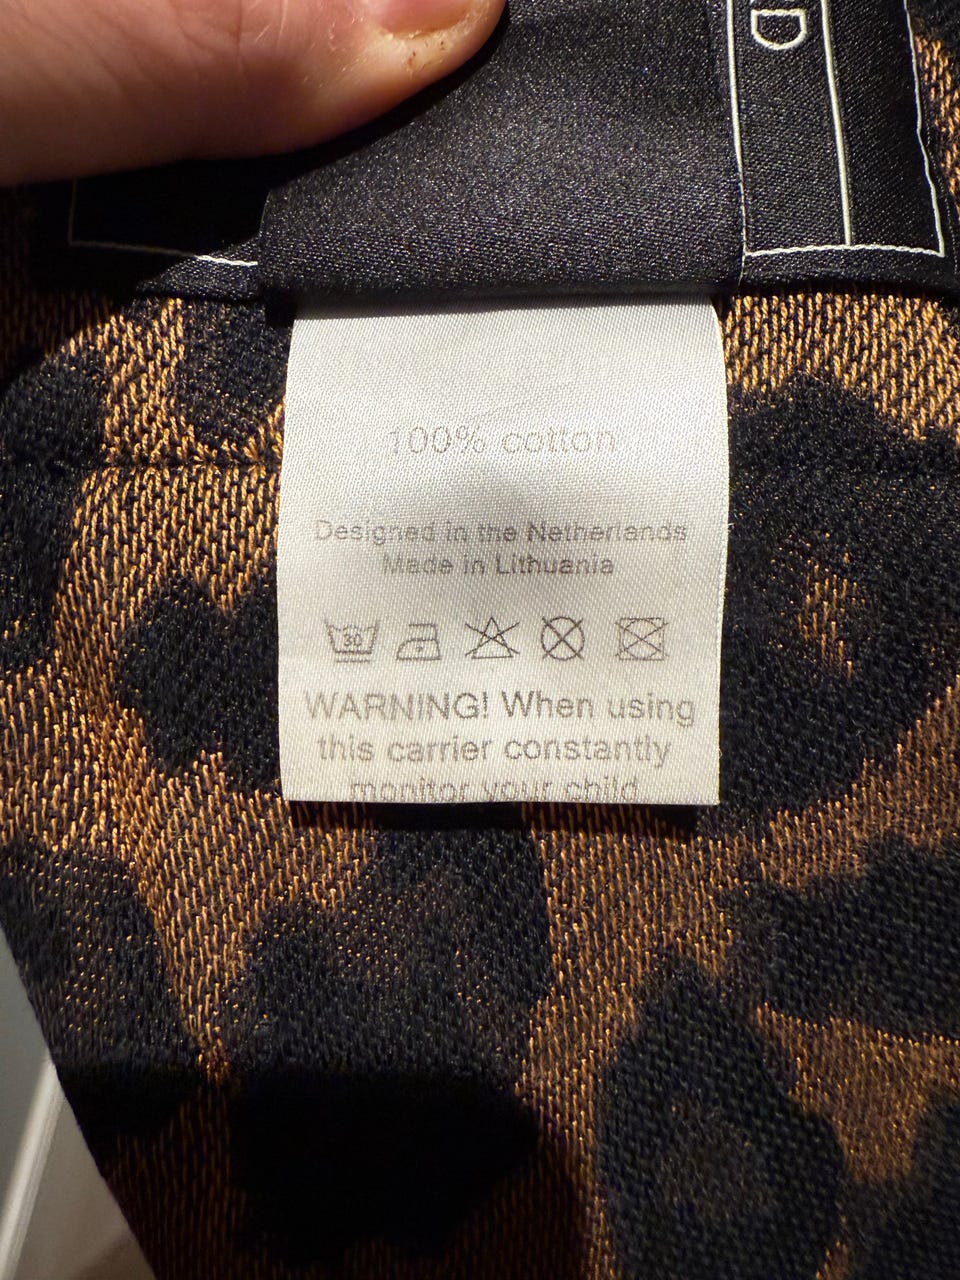 D
100% cotton
Designed in the Netherlands
Made in Lithuania
30
WARNING! When using
this carrier constantly
monitor your child